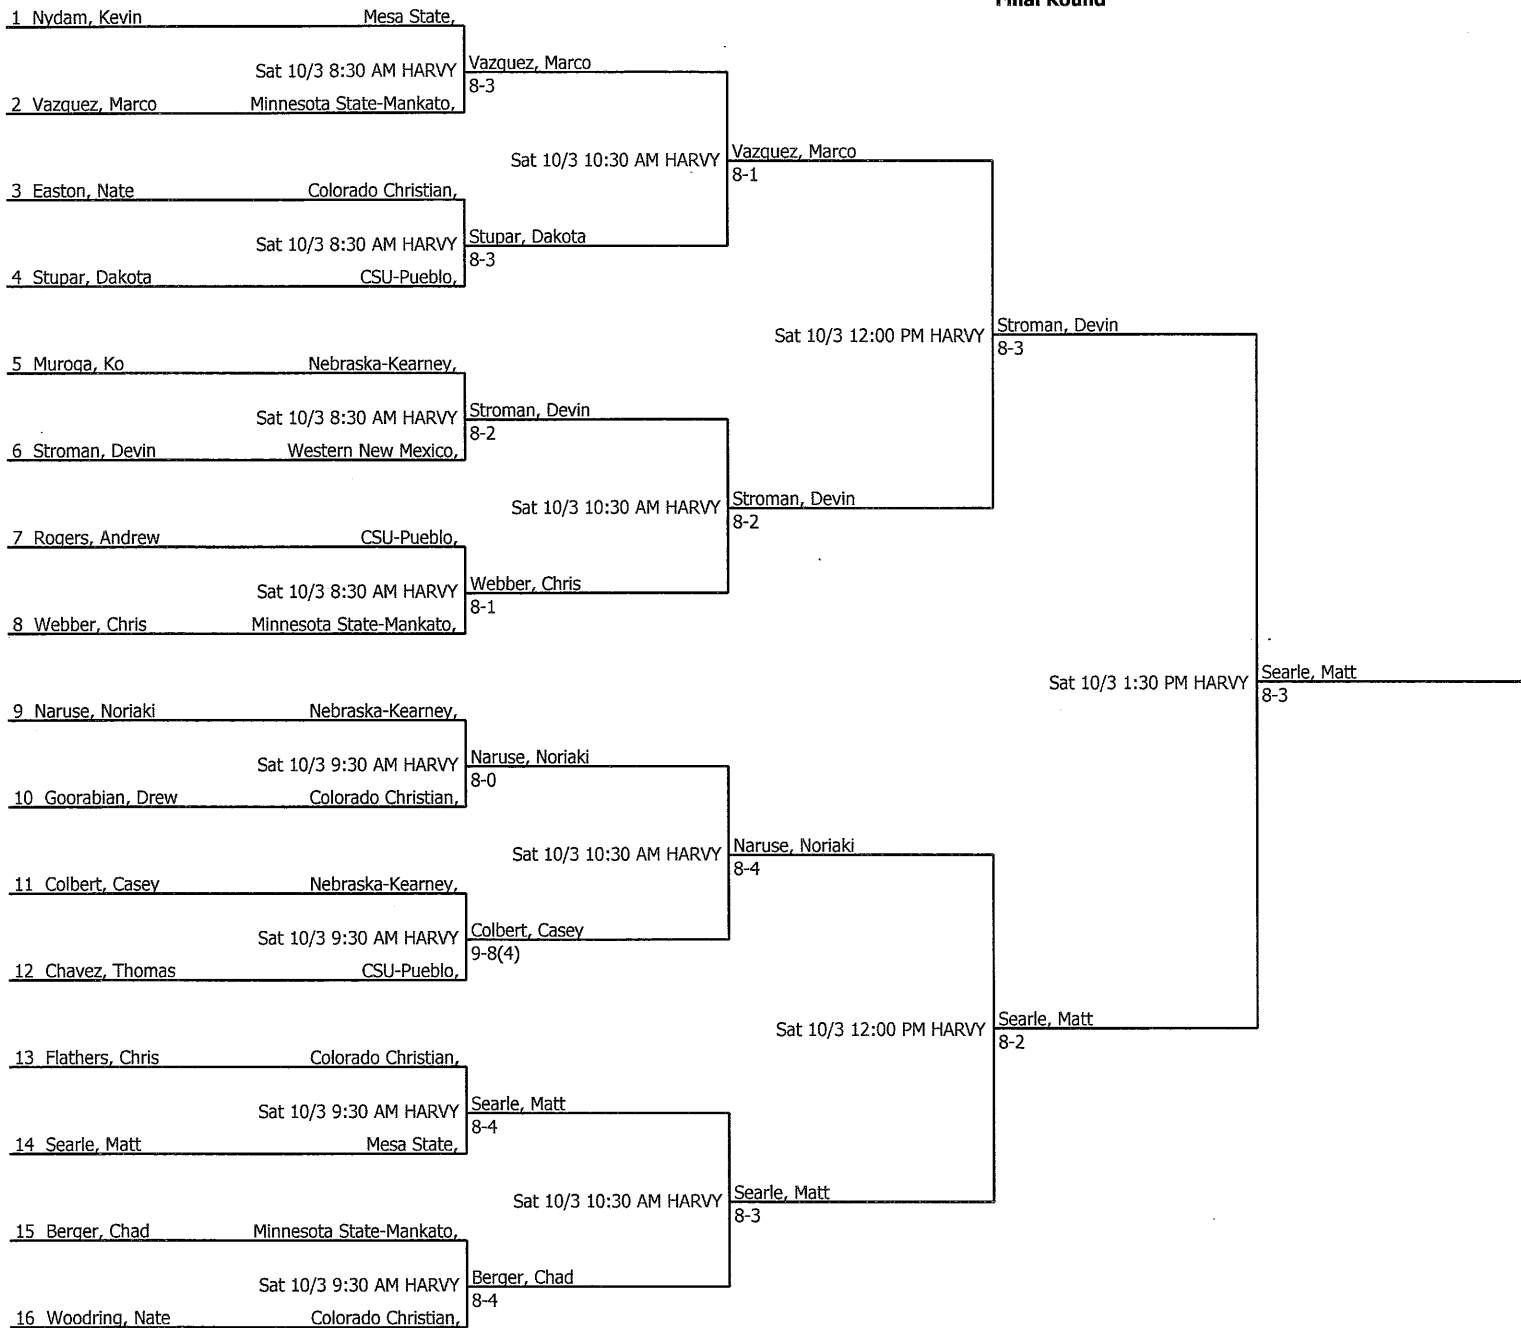 Final Round
1 Nydam, Kevin Mesa State,
Sat 10/3 8:30 AM HARVY Vazquez, Marco
8-3
2 Vazquez, Marco Minnesota State-Mankato,
Sat 10/3 10:30 AM HARVY Vazquez, Marco
8-1
3 Easton, Nate Colorado Christian,
Sat 10/3 8:30 AM HARVY Stupar, Dakota
8-3
4 Stupar, Dakota CSU-Pueblo,
Sat 10/3 12:00 PM HARVY Stroman, Devin
8-3
5 Muroga, Ko Nebraska-Kearney,
Sat 10/3 8:30 AM HARVY Stroman, Devin
8-2
6 Stroman, Devin Western New Mexico,
Sat 10/3 10:30 AM HARVY Stroman, Devin
8-2
7 Rogers, Andrew CSU-Pueblo,
Sat 10/3 8:30 AM HARVY Webber, Chris
8-1
8 Webber, Chris Minnesota State-Mankato,
Sat 10/3 1:30 PM HARVY Searle, Matt
8-3
9 Naruse, Noriaki Nebraska-Kearney,
Sat 10/3 9:30 AM HARVY Naruse, Noriaki
8-0
10 Goorabian, Drew Colorado Christian,
Sat 10/3 10:30 AM HARVY Naruse, Noriaki
8-4
11 Colbert, Casey Nebraska-Kearney,
Sat 10/3 9:30 AM HARVY Colbert, Casey
9-8(4)
12 Chavez, Thomas CSU-Pueblo,
Sat 10/3 12:00 PM HARVY Searle, Matt
8-2
13 Flathers, Chris Colorado Christian,
Sat 10/3 9:30 AM HARVY Searle, Matt
8-4
14 Searle, Matt Mesa State,
Sat 10/3 10:30 AM HARVY Searle, Matt
8-3
15 Berger, Chad Minnesota State-Mankato,
Sat 10/3 9:30 AM HARVY Berger, Chad
8-4
16 Woodring, Nate Colorado Christian,